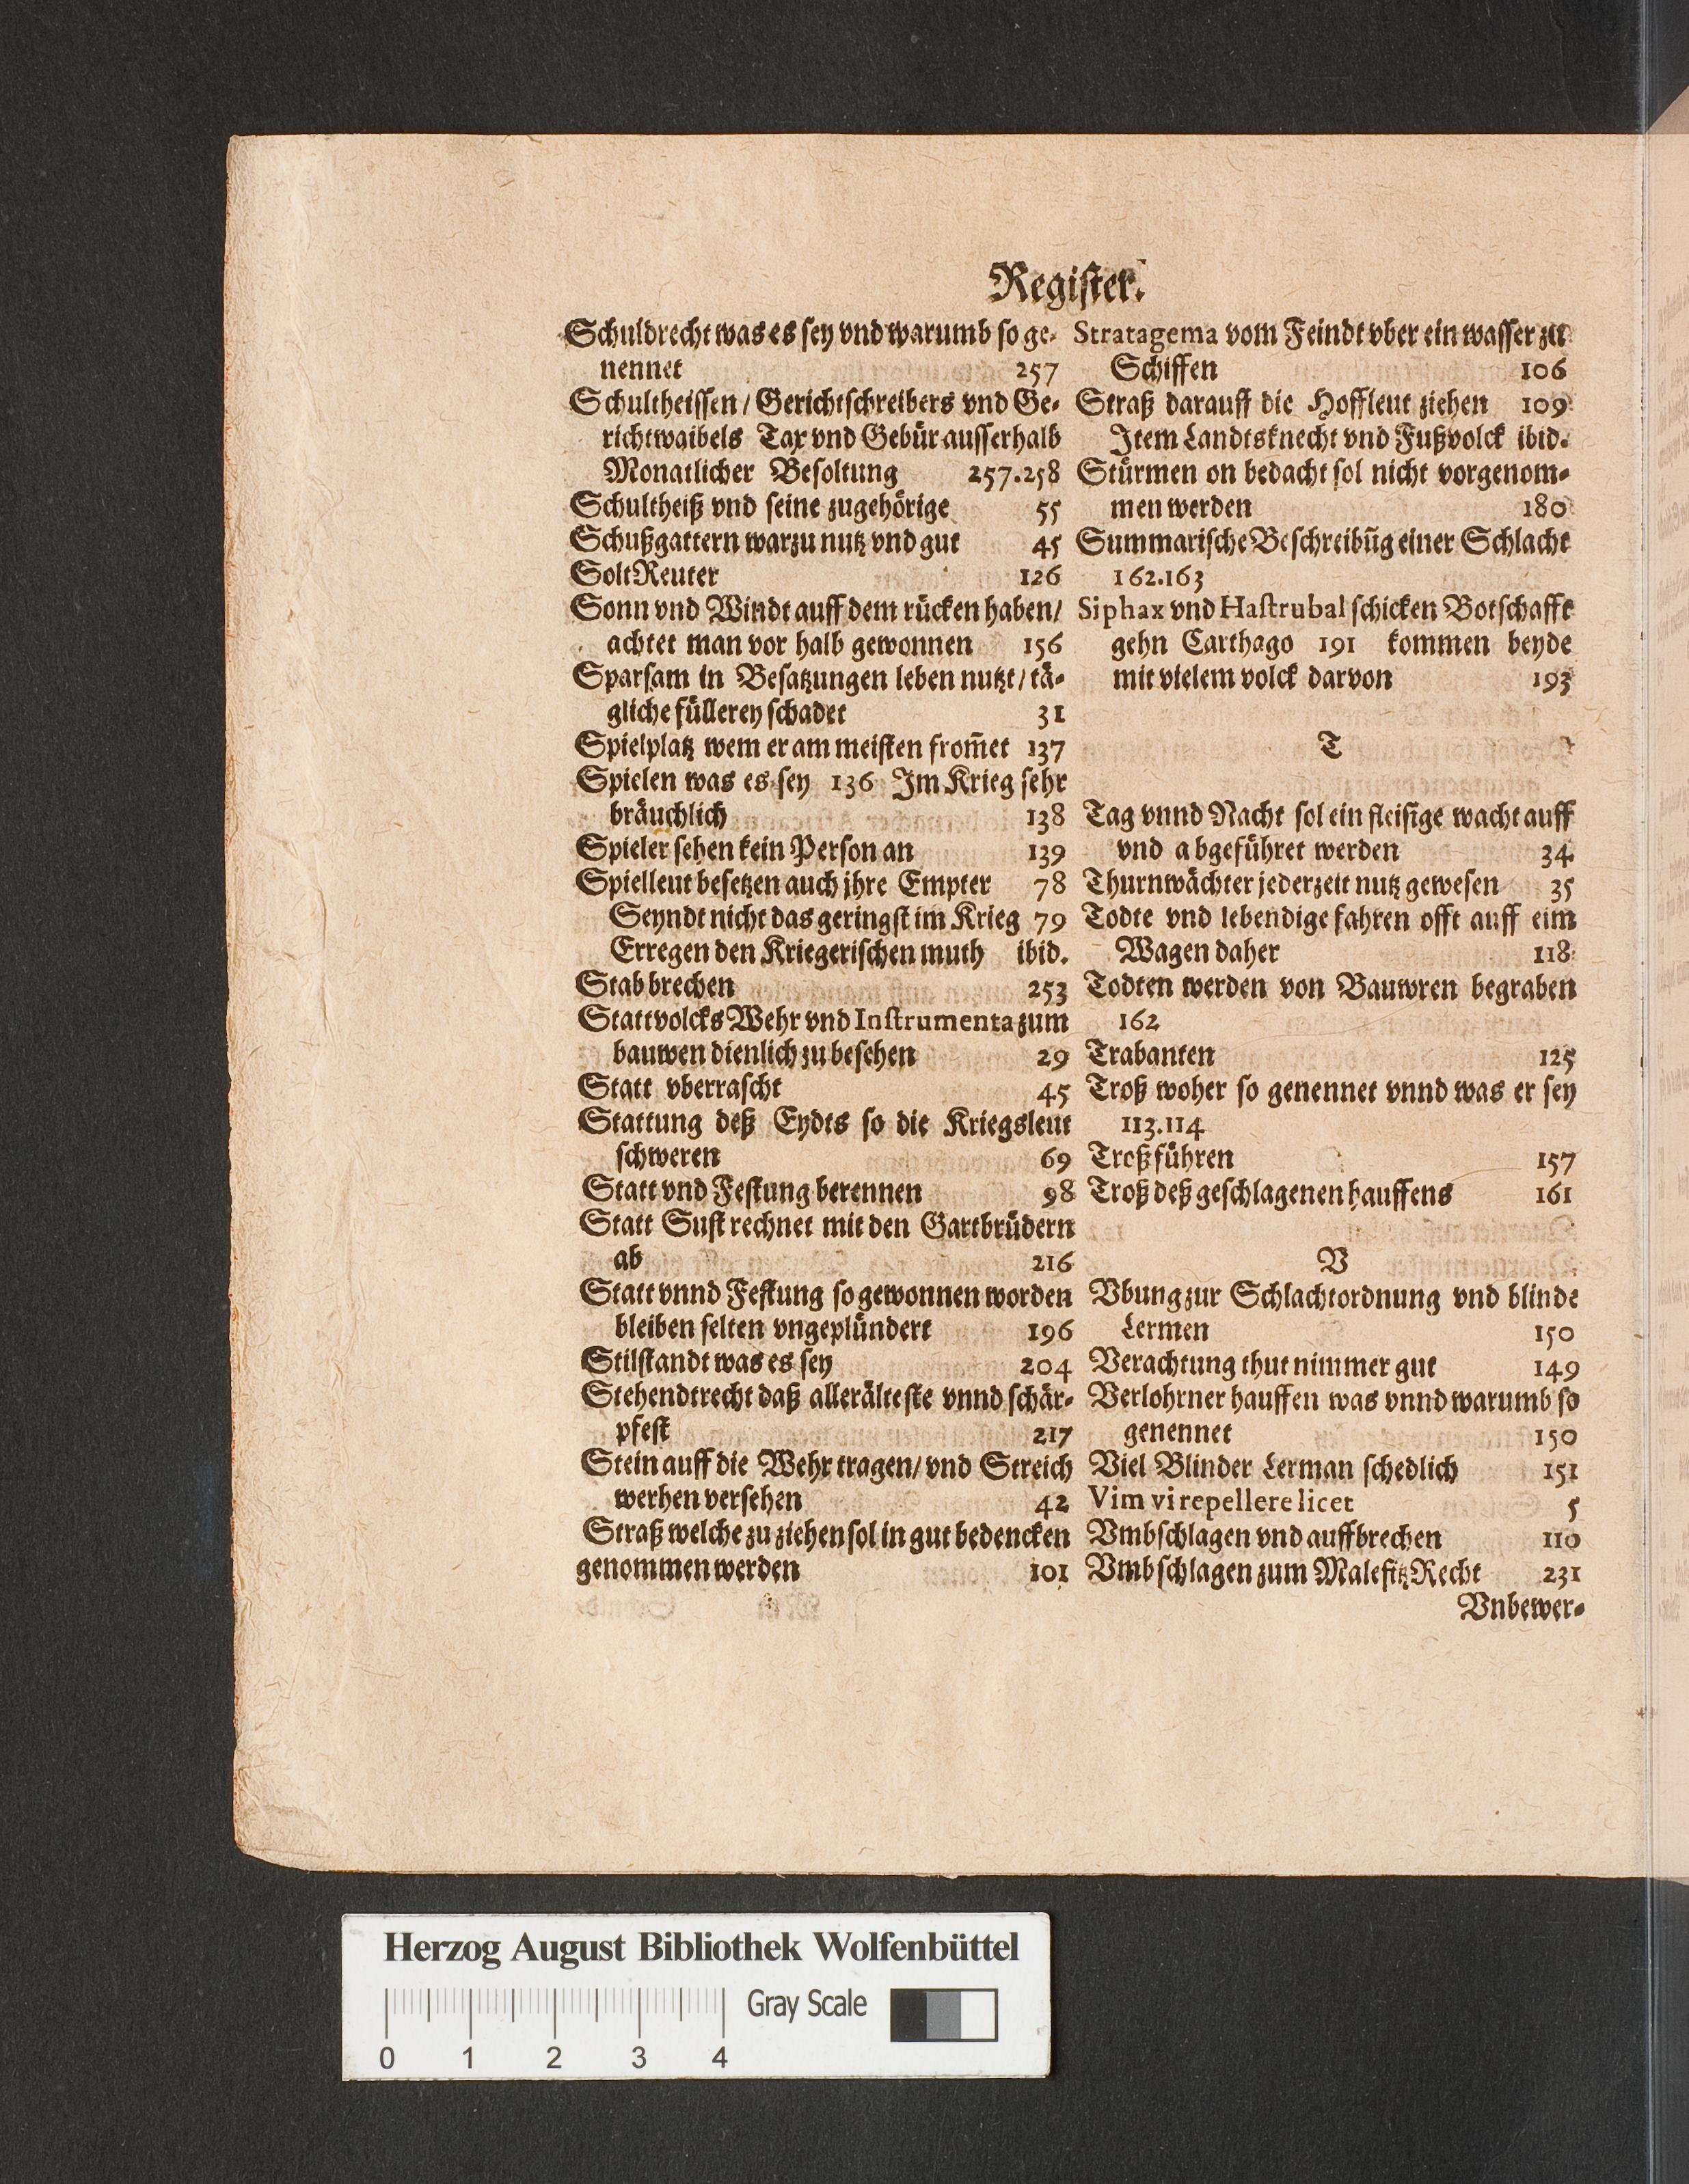 Register.
Schuldrecht was es sey vnd warumb so ge-
nennet 257
Schultheissen / Gerichtschreibers vnd Ge-
richtwaibels Tax vnd Gebür ausserhalb
Monatlicher Besoltung 257.258
Schultheiß vnd seine zugehörige 55
Schußgattern warzu nutz vnd gut 45
SoltReuter 126
Sonn vnd Windt auff dem rücken haben/
achtet man vor halb gewonnen 156
Sparsam in Besatzungen leben nutzt / tä-
gliche füllerey schadet 31
Spielplatz wem er am meisten from̃et 137
Spielen was es sey 136 Im Krieg sehr
bräuchlich 138
Spieler sehen kein Person an 139
Spielleut besetzen auch jhre Empter 78
Seyndt nicht das geringst im Krieg 79
Erregen den Kriegerischen muth ibid.
Stab brechen 253
Stattvolcks Wehr vnd Instrumenta zum
bauwen dienlich zu besehen 29
Statt vberrascht 45
Stattung deß Eydts so die Kriegsleut
schweren 69
Statt vnd Festung berennen 98
Statt Sust rechnet mit den Gartbrüdern
ab 216
Statt vnnd Festung so gewonnen worden
bleiben selten vngeplündert 196
Stilstandt was es sey 204
Stehendtrecht daß allerälteste vnnd schär-
pfest 217
Stein auff die Wehr tragen/ vnd Streich
werhen versehen 42
Straß welche zu ziehen sol in gut bedencken
genommen werden 101
Stratagema vom Feindt vber ein wasser zu
Schiffen 106
Straß darauff die Hoffleut ziehen 109
Item Landtsknecht vnd Fußvolck ibid.
Stürmen on bedacht sol nicht vorgenom-
men werden 180
Summarische Beschreibũg einer Schlacht
162.163
Siphax vnd Hastrubal schicken Botschafft
gehn Carthago 191 kommen beyde
mit vielem volck darvon 193
T
Tag vnnd Nacht sol ein fleisige wacht auff
vnd abgeführet werden 34
Thurnwächter jederzeit nutz gewesen 35
Todte vnd lebendige fahren offt auff eim
Wagen daher 118
Todten werden von Bauwren begraben
162
Trabanten 125
Troß woher so genennet vnnd was er sey
113.114
Troß führen 157
Troß deß geschlagenen hauffens 161
V
Vbung zur Schlachtordnung vnd blinde
Lermen 150
Verachtung thut nimmer gut 149
Verlohrner hauffen was vnnd warumb so
genennet 150
Viel Blinder Lerman schedlich 151
Vim vi repellere licet 5
Vmbschlagen vnd auffbrechen 110
Vmbschlagen zum MalefitzRecht 231
Vnbewer-
Herzog August Bibliothek Wolfenbüttel
Gray Scale
0 1 2 3 4